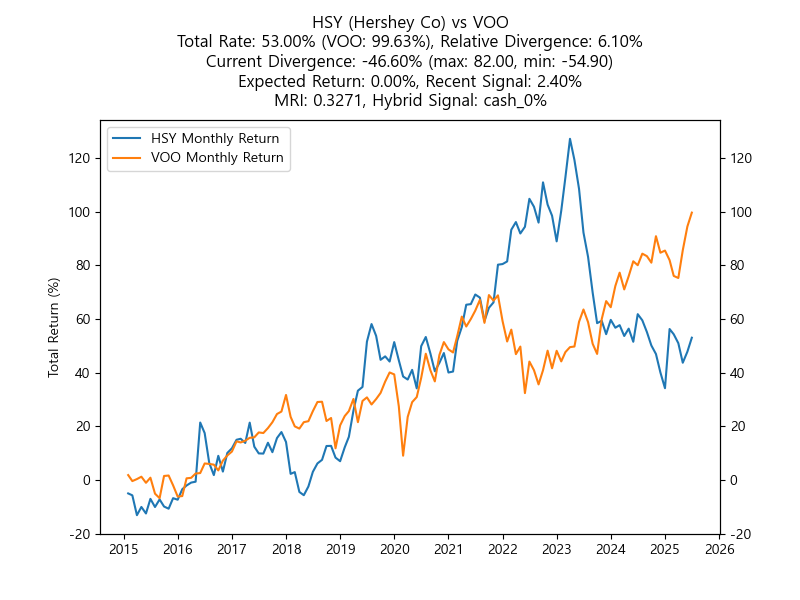 HSY (Hershey Co) vs VOO
Total Rate: 53.00% (VOO: 99.63%), Relative Divergence: 6.10%
Current Divergence: -46.60% (max: 82.00, min: -54.90)
Expected Return: 0.00%, Recent Signal: 2.40%
MRI: 0.3271, Hybrid Signal: cash_0%
HSY Monthly Return
VOO Monthly Return
Total Return (%)
120 120
100 100
80 80
60 60
40 40
20 20
0 0
-20 -20
2015 2016 2017 2018 2019 2020 2021 2022 2023 2024 2025 2026